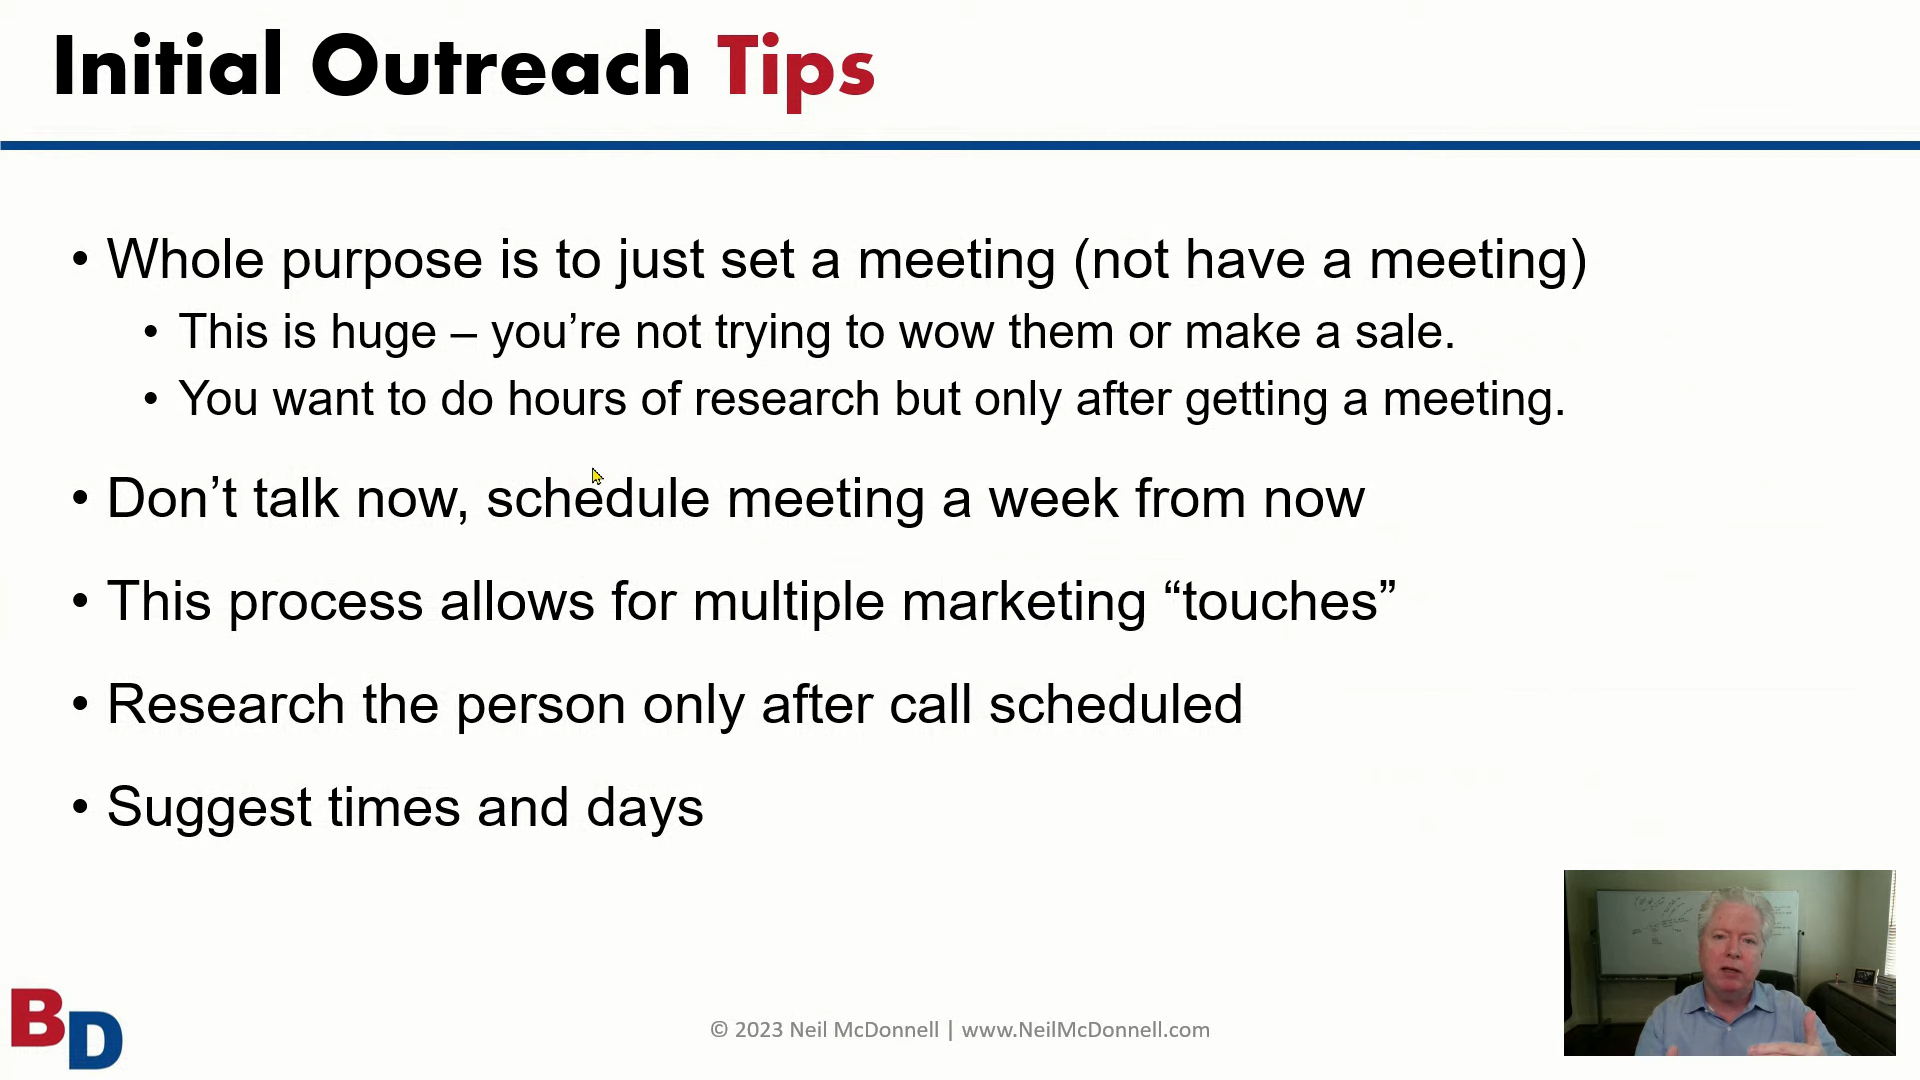 Initial Outreach Tips
• Whole purpose is to just set a meeting (not have a meeting)
• This is huge – you’re not trying to wow them or make a sale.
• You want to do hours of research but only after getting a meeting.
• Don’t talk now, schedule meeting a week from now
• This process allows for multiple marketing “touches”
• Research the person only after call scheduled
• Suggest times and days
BD
© 2023 Neil McDonnell | www.NeilMcDonnell.com